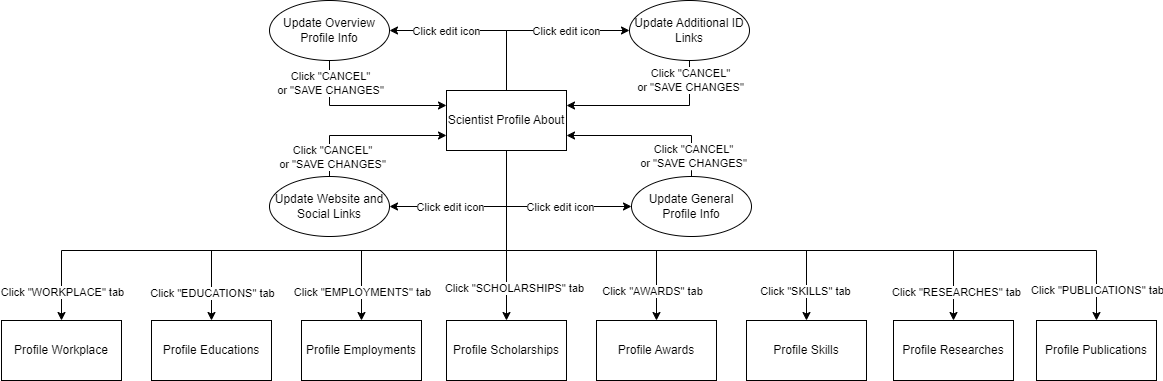 Update Overview
Profile Info
Click edit icon
Click edit icon
Update Additional ID
Links
Click "CANCEL"
or "SAVE CHANGES"
Click "CANCEL"
or "SAVE CHANGES"
Scientist Profile About
Click "CANCEL"
or "SAVE CHANGES"
Click "CANCEL"
or "SAVE CHANGES"
Update Website and
Social Links
Click edit icon
Click edit icon
Update General
Profile Info
Click "WORKPLACE" tab
Click "EDUCATIONS" tab
Click "EMPLOYMENTS" tab
Click "SCHOLARSHIPS" tab
Click "AWARDS" tab
Click "SKILLS" tab
Click "RESEARCHES" tab
Click "PUBLICATIONS" tab
Profile Workplace
Profile Educations
Profile Employments
Profile Scholarships
Profile Awards
Profile Skills
Profile Researches
Profile Publications